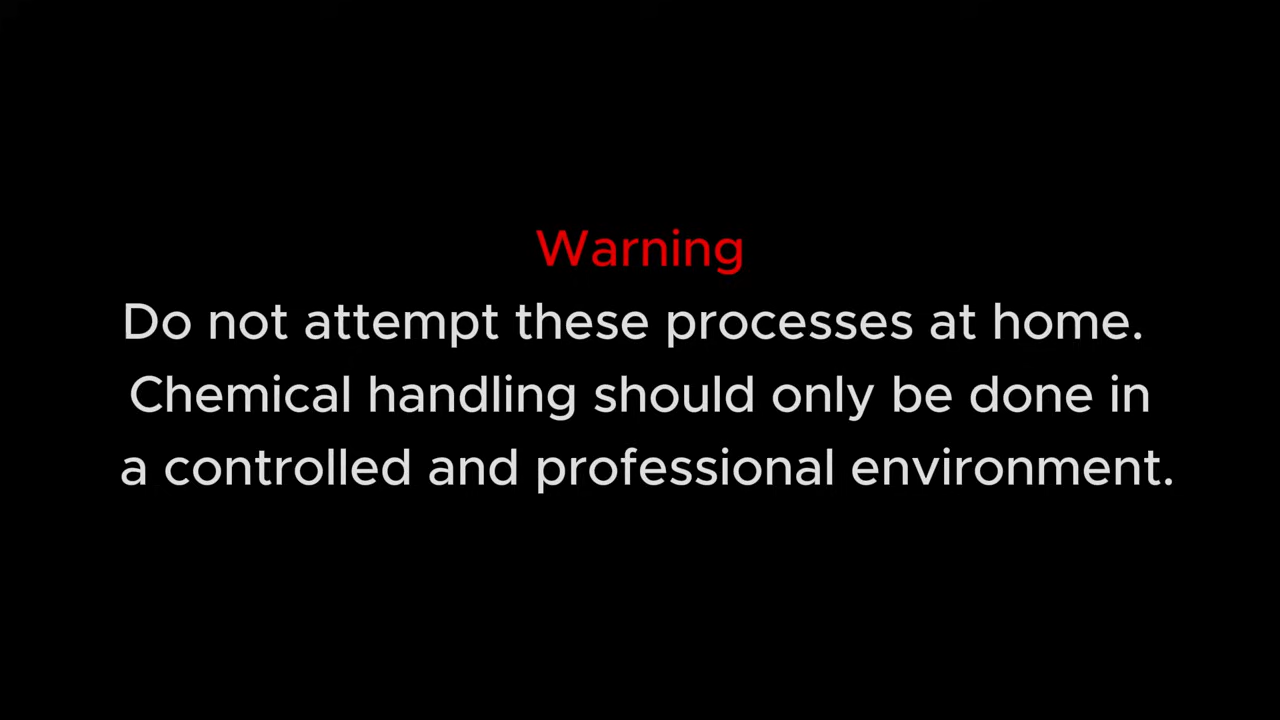 Warning
Do not attempt these processes at home.
Chemical handling should only be done in
a controlled and professional environment.